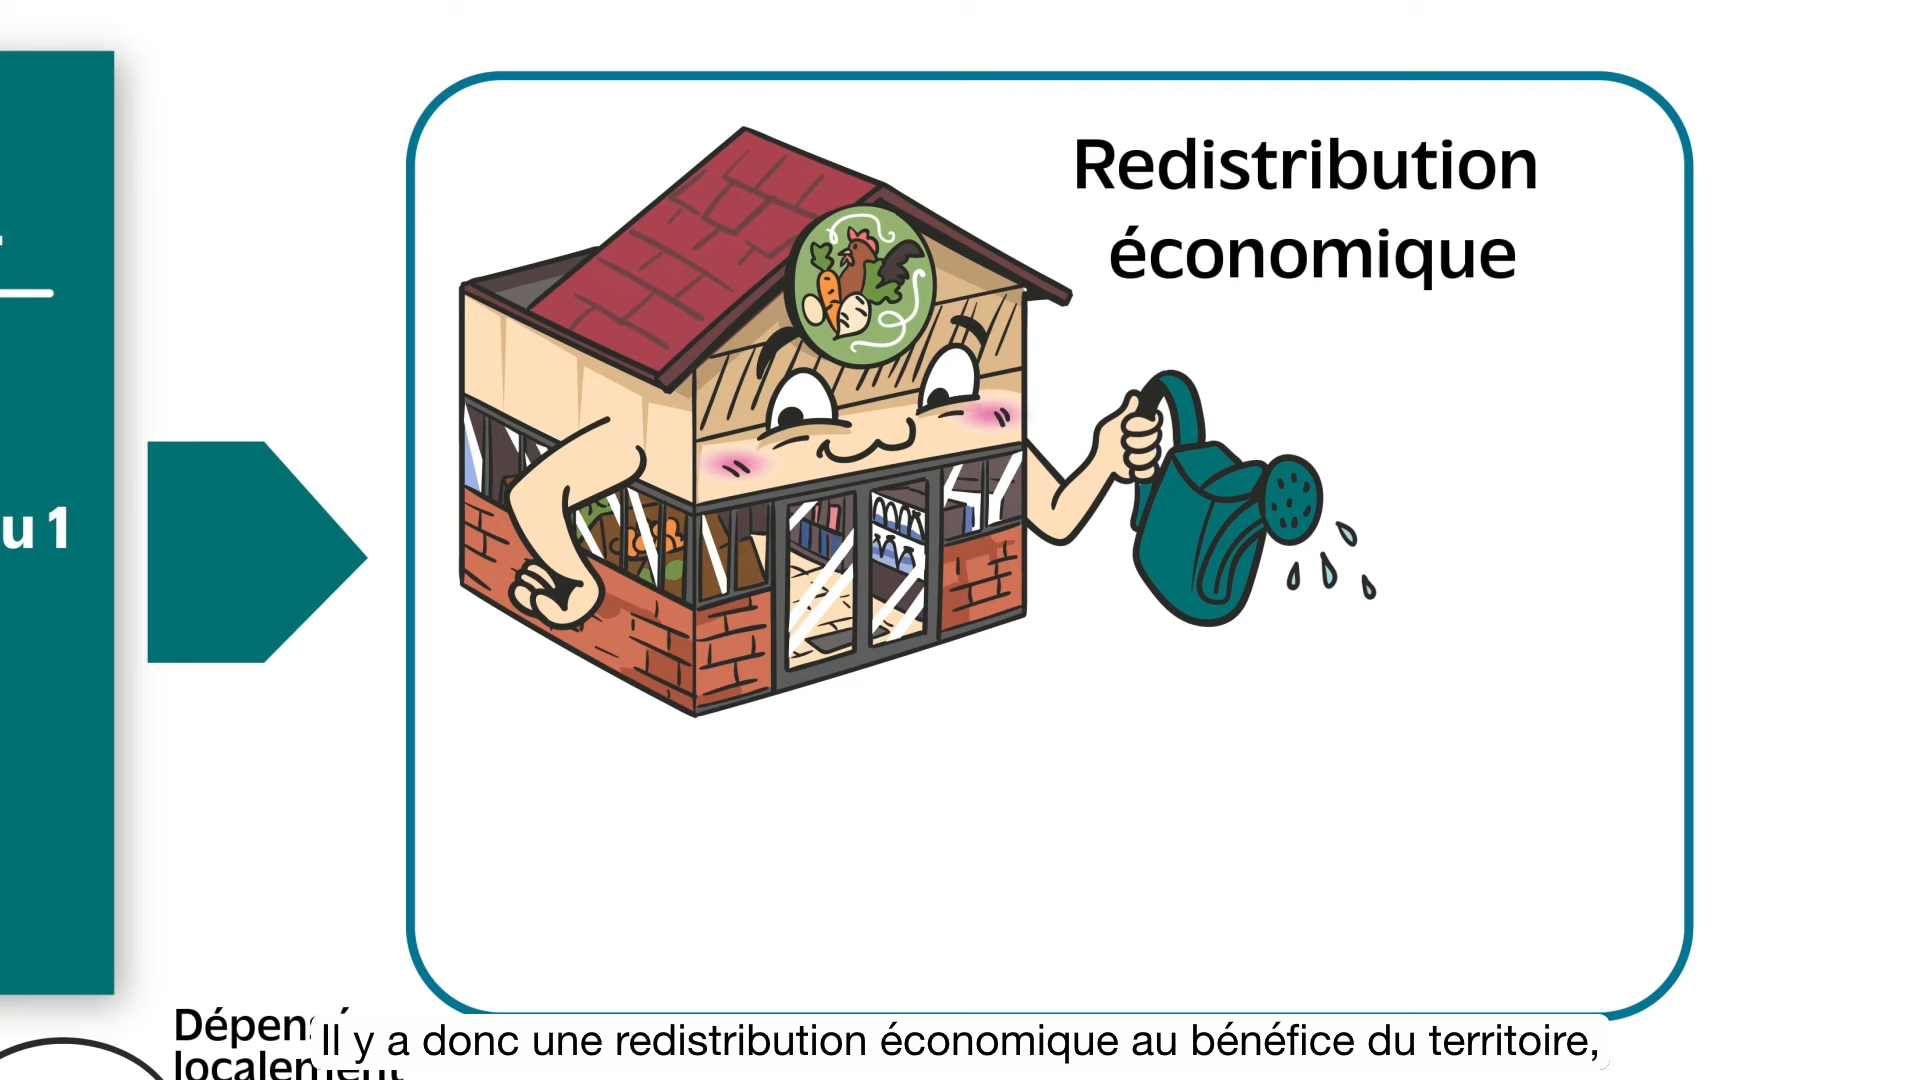 u 1
Redistribution
économique
Il y a donc une redistribution économique au bénéfice du territoire,